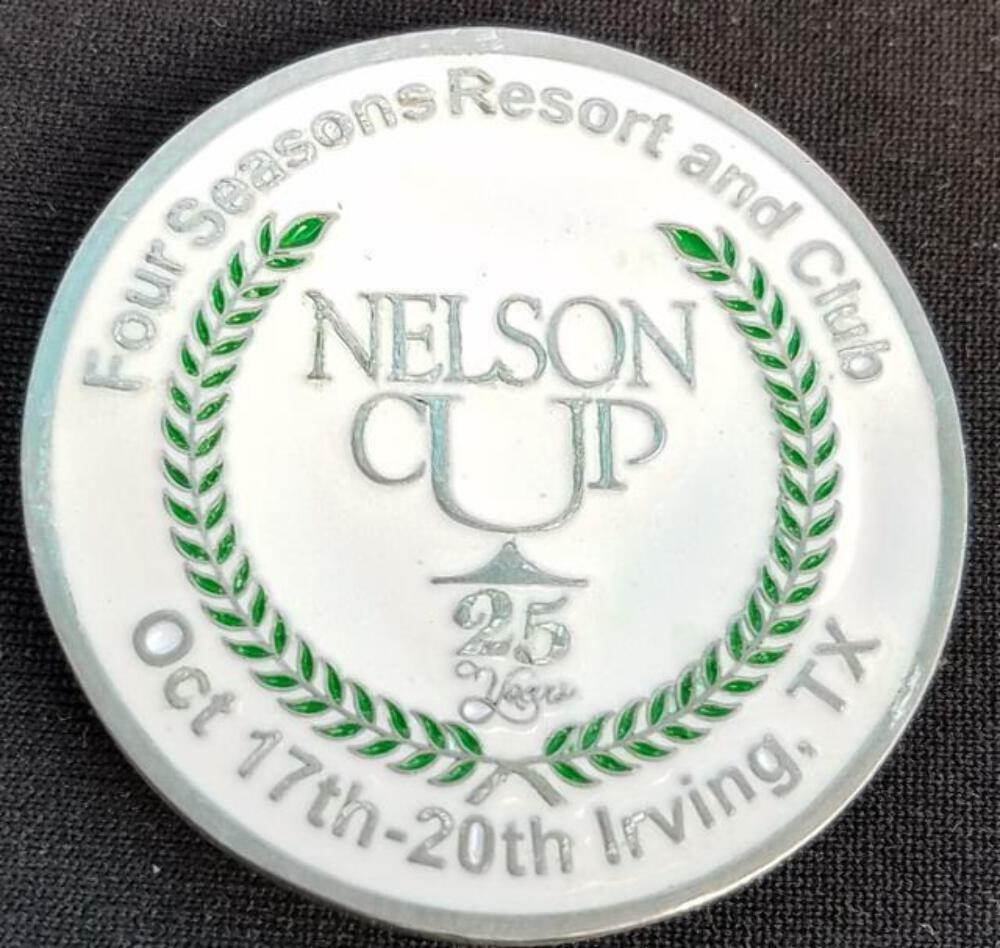 Four Seasons Resort and Club
NELSON
CUP
25
Years
Oct 17th-20th Irving, TX